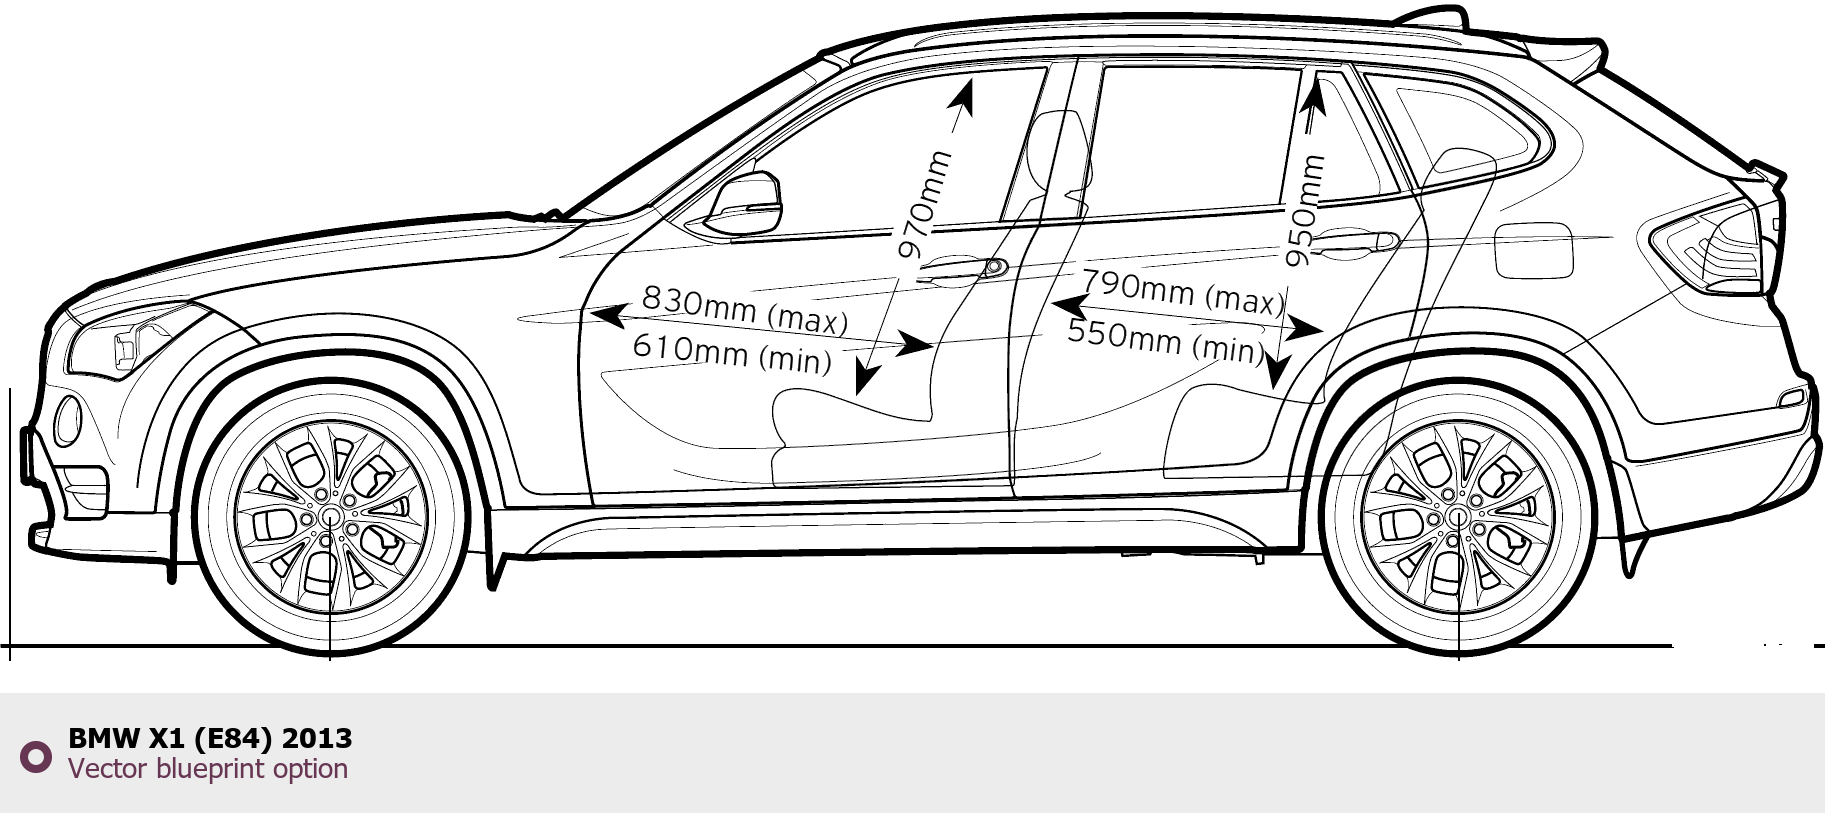 970mm
950mm
830mm (max)
610mm (min)
790mm (max)
550mm (min)
BMW X1 (E84) 2013
Vector blueprint option